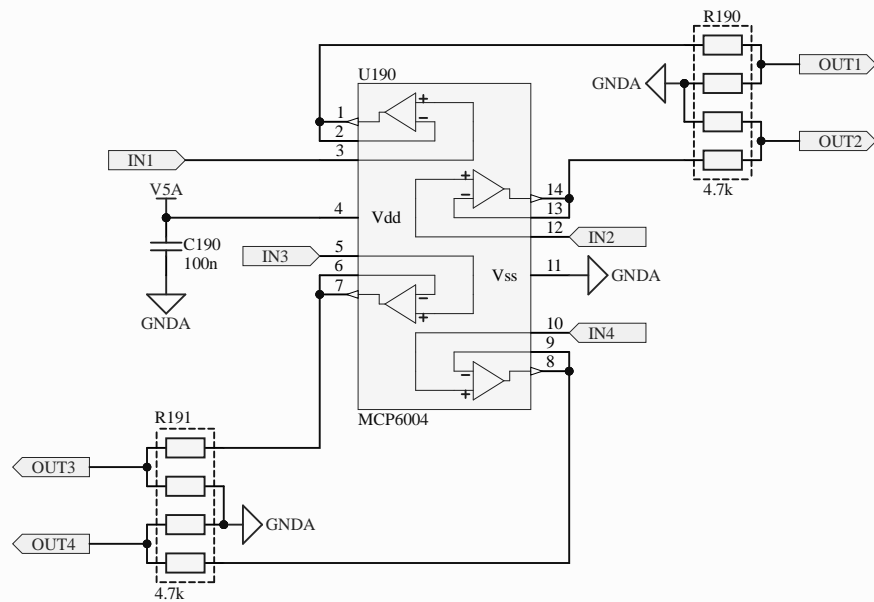 R190
OUT1
U190
GNDA
1
2
OUT2
3
IN1
4.7k
14
V5A
13
4
Vdd
12
IN2
C190
5
IN3
100n
6
Vss
11
GNDA
7
GNDA
10
IN4
9
8
MCP6004
R191
OUT3
GNDA
OUT4
4.7k